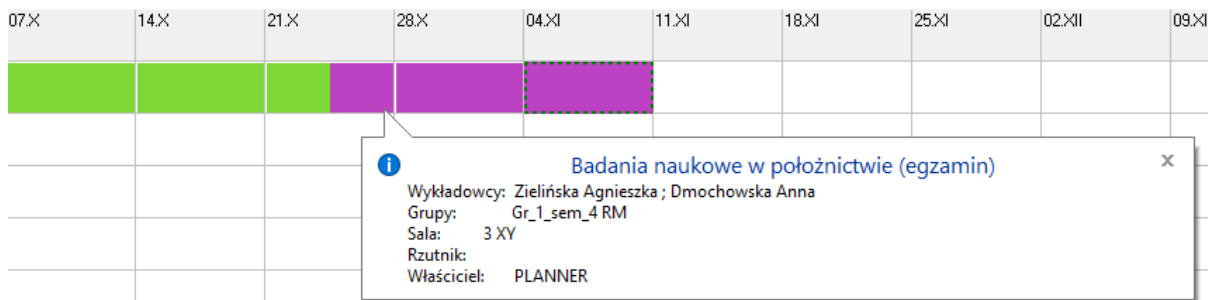 07.X 14.X 21.X 28.X 04.XI 11.XI 18.XI 25.XI 02.XII 09.XI
Badania naukowe w położnictwie (egzamin) x
Wykładowcy: Zielińska Agnieszka ; Dmochowska Anna
Grupy: Gr_1_sem_4 RM
Sala: 3 XY
Rzutnik:
Właściciel: PLANNER